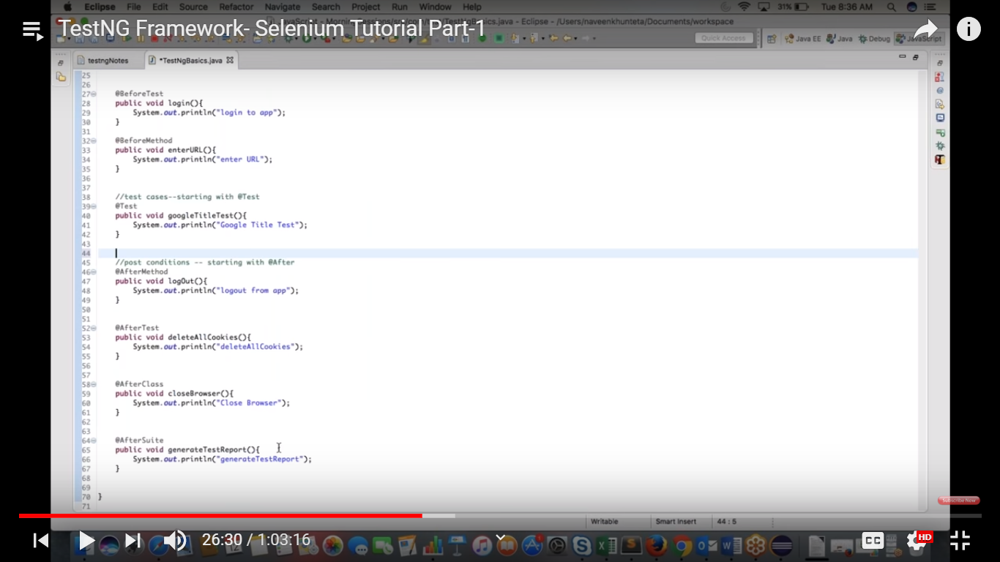 Eclipse File Edit Source Refactor Navigate Search Project Run Window Help 31% Tue 8:36 AM
TestNG Framework- Selenium Tutorial Part-1
TestNgBasics.java - Eclipse - /Users/naveenkhunteta/Documents/workspace
Quick Access Java EE Java Debug JavaScript
testngNotes *TestNgBasics.java
25
26
27 @BeforeTest
28 public void login(){
29 System.out.println("login to app");
30 }
31
32 @BeforeMethod
33 public void enterURL(){
34 System.out.println("enter URL");
35 }
36
37
38 //test cases--starting with @Test
39 @Test
40 public void googleTitleTest(){
41 System.out.println("Google Title Test");
42 }
43
44
45 //post conditions -- starting with @After
46 @AfterMethod
47 public void logOut(){
48 System.out.println("logout from app");
49 }
50
51
52 @AfterTest
53 public void deleteAllCookies(){
54 System.out.println("deleteAllCookies");
55 }
56
57
58 @AfterClass
59 public void closeBrowser(){
60 System.out.println("Close Browser");
61 }
62
63
64 @AfterSuite
65 public void generateTestReport(){
66 System.out.println("generateTestReport");
67 }
68
69
70 }
71
Subscribe Now
Writable Smart Insert 44 : 5
26:30 / 1:03:16
CC HD